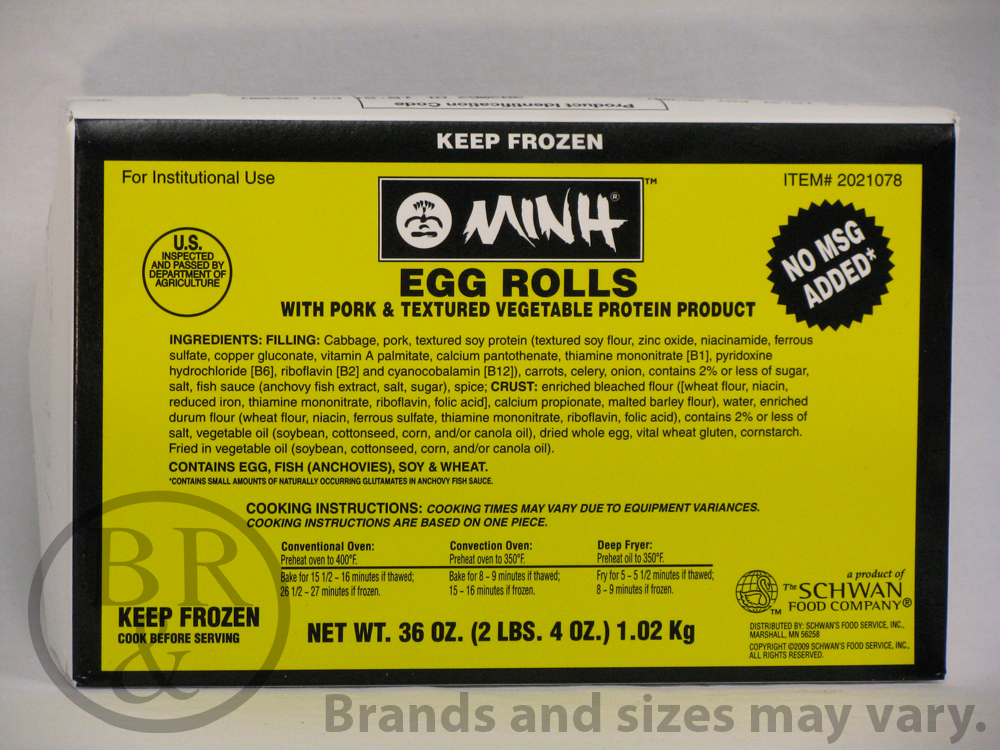 Product Identification Code
KEEP FROZEN
For Institutional Use
ITEM# 2021078
MINH®™
NO MSG
ADDED*
U.S.
INSPECTED
AND PASSED BY
DEPARTMENT OF
AGRICULTURE
EGG ROLLS
WITH PORK & TEXTURED VEGETABLE PROTEIN PRODUCT
INGREDIENTS: FILLING: Cabbage, pork, textured soy protein (textured soy flour, zinc oxide, niacinamide, ferrous
sulfate, copper gluconate, vitamin A palmitate, calcium pantothenate, thiamine mononitrate [B1], pyridoxine
hydrochloride [B6], riboflavin [B2] and cyanocobalamin [B12]), carrots, celery, onion, contains 2% or less of sugar,
salt, fish sauce (anchovy fish extract, salt, sugar), spice; CRUST: enriched bleached flour ([wheat flour, niacin,
reduced iron, thiamine mononitrate, riboflavin, folic acid], calcium propionate, malted barley flour), water, enriched
durum flour (wheat flour, niacin, ferrous sulfate, thiamine mononitrate, riboflavin, folic acid), contains 2% or less of
salt, vegetable oil (soybean, cottonseed, corn, and/or canola oil), dried whole egg, vital wheat gluten, cornstarch.
Fried in vegetable oil (soybean, cottonseed, corn, and/or canola oil).
CONTAINS EGG, FISH (ANCHOVIES), SOY & WHEAT.
*CONTAINS SMALL AMOUNTS OF NATURALLY OCCURRING GLUTAMATES IN ANCHOVY FISH SAUCE.
COOKING INSTRUCTIONS: COOKING TIMES MAY VARY DUE TO EQUIPMENT VARIANCES.
COOKING INSTRUCTIONS ARE BASED ON ONE PIECE.
Conventional Oven:
Preheat oven to 400°F.
Bake for 15 1/2 – 16 minutes if thawed;
26 1/2 – 27 minutes if frozen.
Convection Oven:
Preheat oven to 350°F.
Bake for 8 – 9 minutes if thawed;
15 – 16 minutes if frozen.
Deep Fryer:
Preheat oil to 350°F.
Fry for 5 – 5 1/2 minutes if thawed;
8 – 9 minutes if frozen.
B&R
KEEP FROZEN
COOK BEFORE SERVING
NET WT. 36 OZ. (2 LBS. 4 OZ.) 1.02 Kg
a product of
The SCHWAN
FOOD COMPANY®
TM
DISTRIBUTED BY: SCHWAN'S FOOD SERVICE, INC.,
MARSHALL, MN 56258
COPYRIGHT ©2009 SCHWAN'S FOOD SERVICE, INC.,
ALL RIGHTS RESERVED.
Brands and sizes may vary.